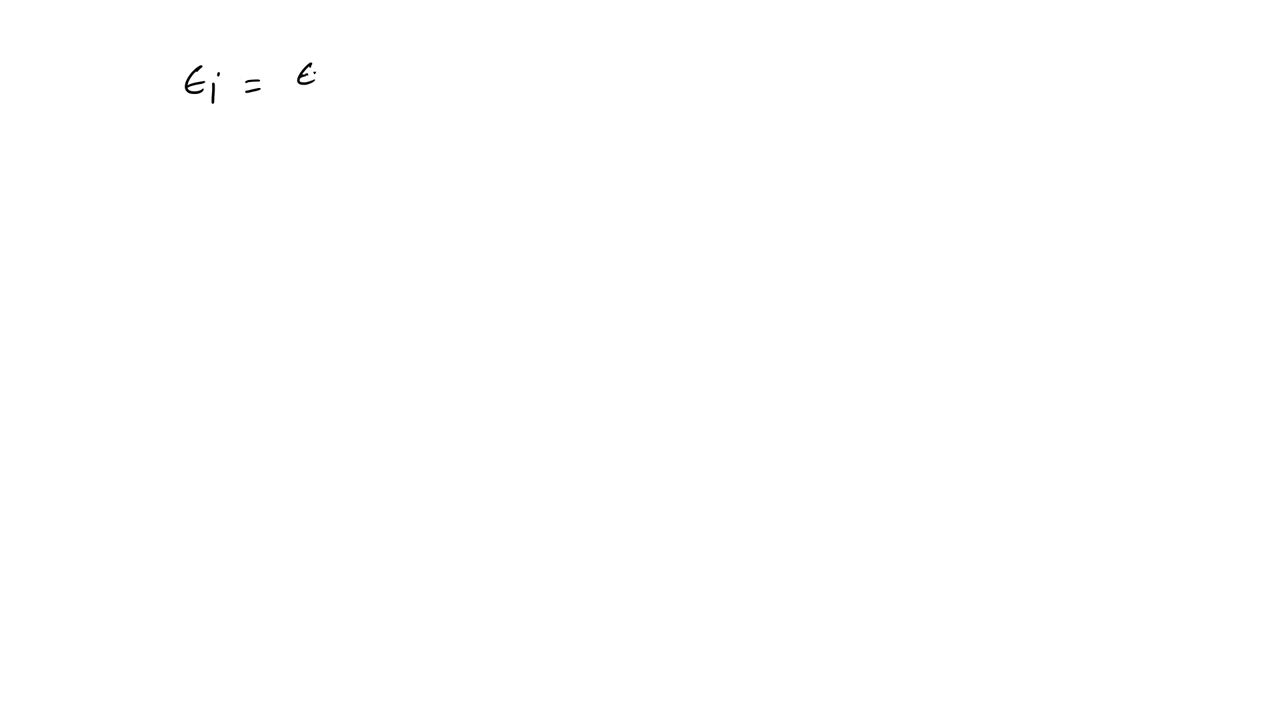 ϵi = ϵ